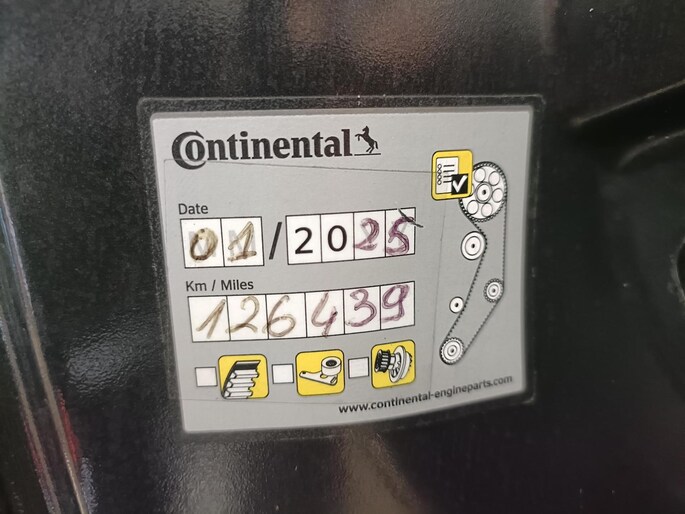 Continental
Date
01/2025
Km / Miles
126439
www.continental-engineparts.com